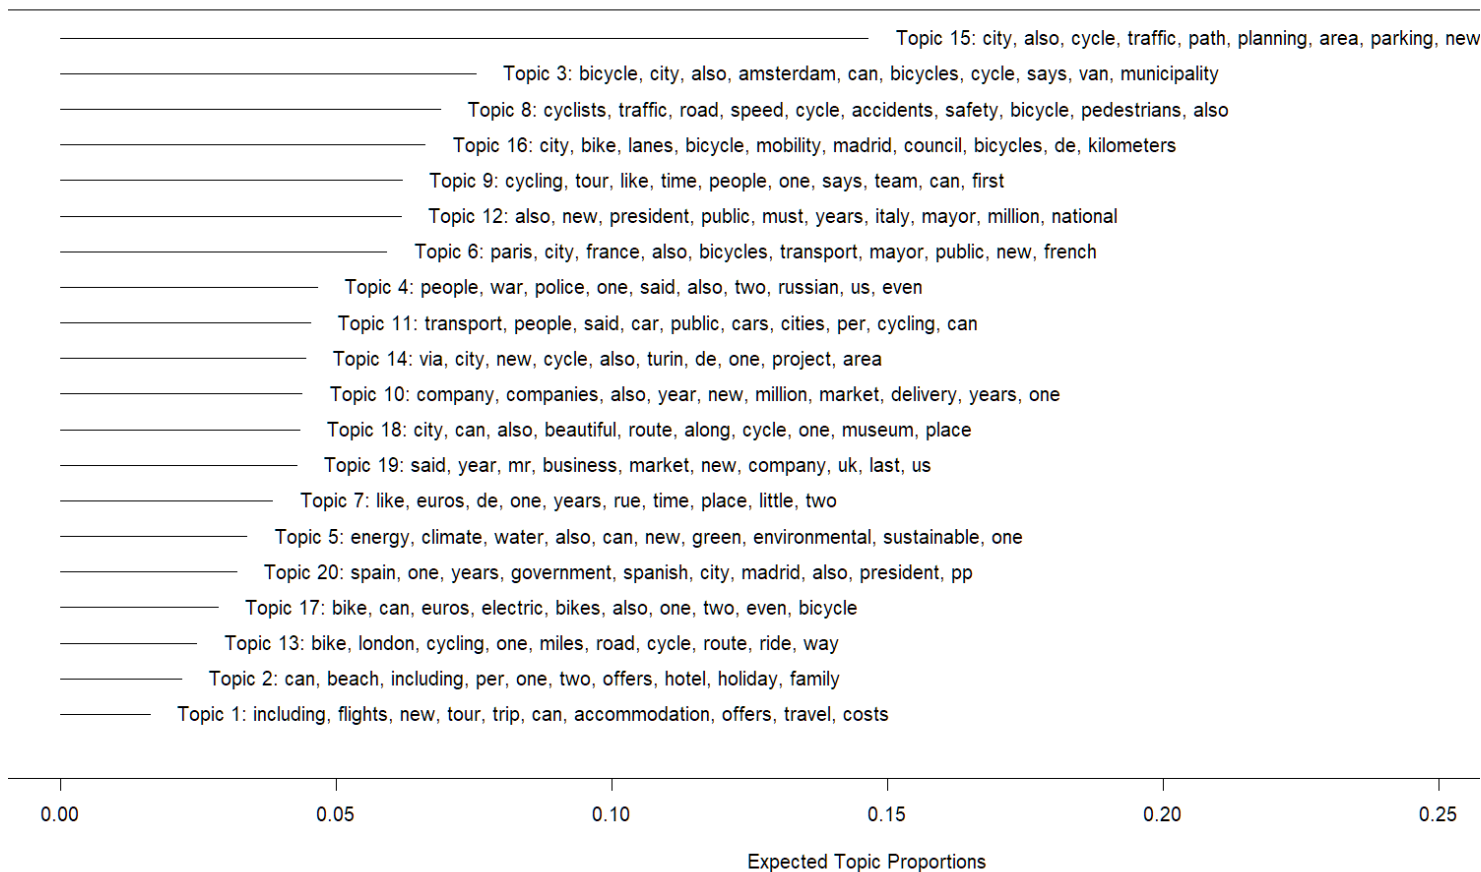 Topic 15: city, also, cycle, traffic, path, planning, area, parking, new
Topic 3: bicycle, city, also, amsterdam, can, bicycles, cycle, says, van, municipality
Topic 8: cyclists, traffic, road, speed, cycle, accidents, safety, bicycle, pedestrians, also
Topic 16: city, bike, lanes, bicycle, mobility, madrid, council, bicycles, de, kilometers
Topic 9: cycling, tour, like, time, people, one, says, team, can, first
Topic 12: also, new, president, public, must, years, italy, mayor, million, national
Topic 6: paris, city, france, also, bicycles, transport, mayor, public, new, french
Topic 4: people, war, police, one, said, also, two, russian, us, even
Topic 11: transport, people, said, car, public, cars, cities, per, cycling, can
Topic 14: via, city, new, cycle, also, turin, de, one, project, area
Topic 10: company, companies, also, year, new, million, market, delivery, years, one
Topic 18: city, can, also, beautiful, route, along, cycle, one, museum, place
Topic 19: said, year, mr, business, market, new, company, uk, last, us
Topic 7: like, euros, de, one, years, rue, time, place, little, two
Topic 5: energy, climate, water, also, can, new, green, environmental, sustainable, one
Topic 20: spain, one, years, government, spanish, city, madrid, also, president, pp
Topic 17: bike, can, euros, electric, bikes, also, one, two, even, bicycle
Topic 13: bike, london, cycling, one, miles, road, cycle, route, ride, way
Topic 2: can, beach, including, per, one, two, offers, hotel, holiday, family
Topic 1: including, flights, new, tour, trip, can, accommodation, offers, travel, costs
0.00 0.05 0.10 0.15 0.20 0.25
Expected Topic Proportions